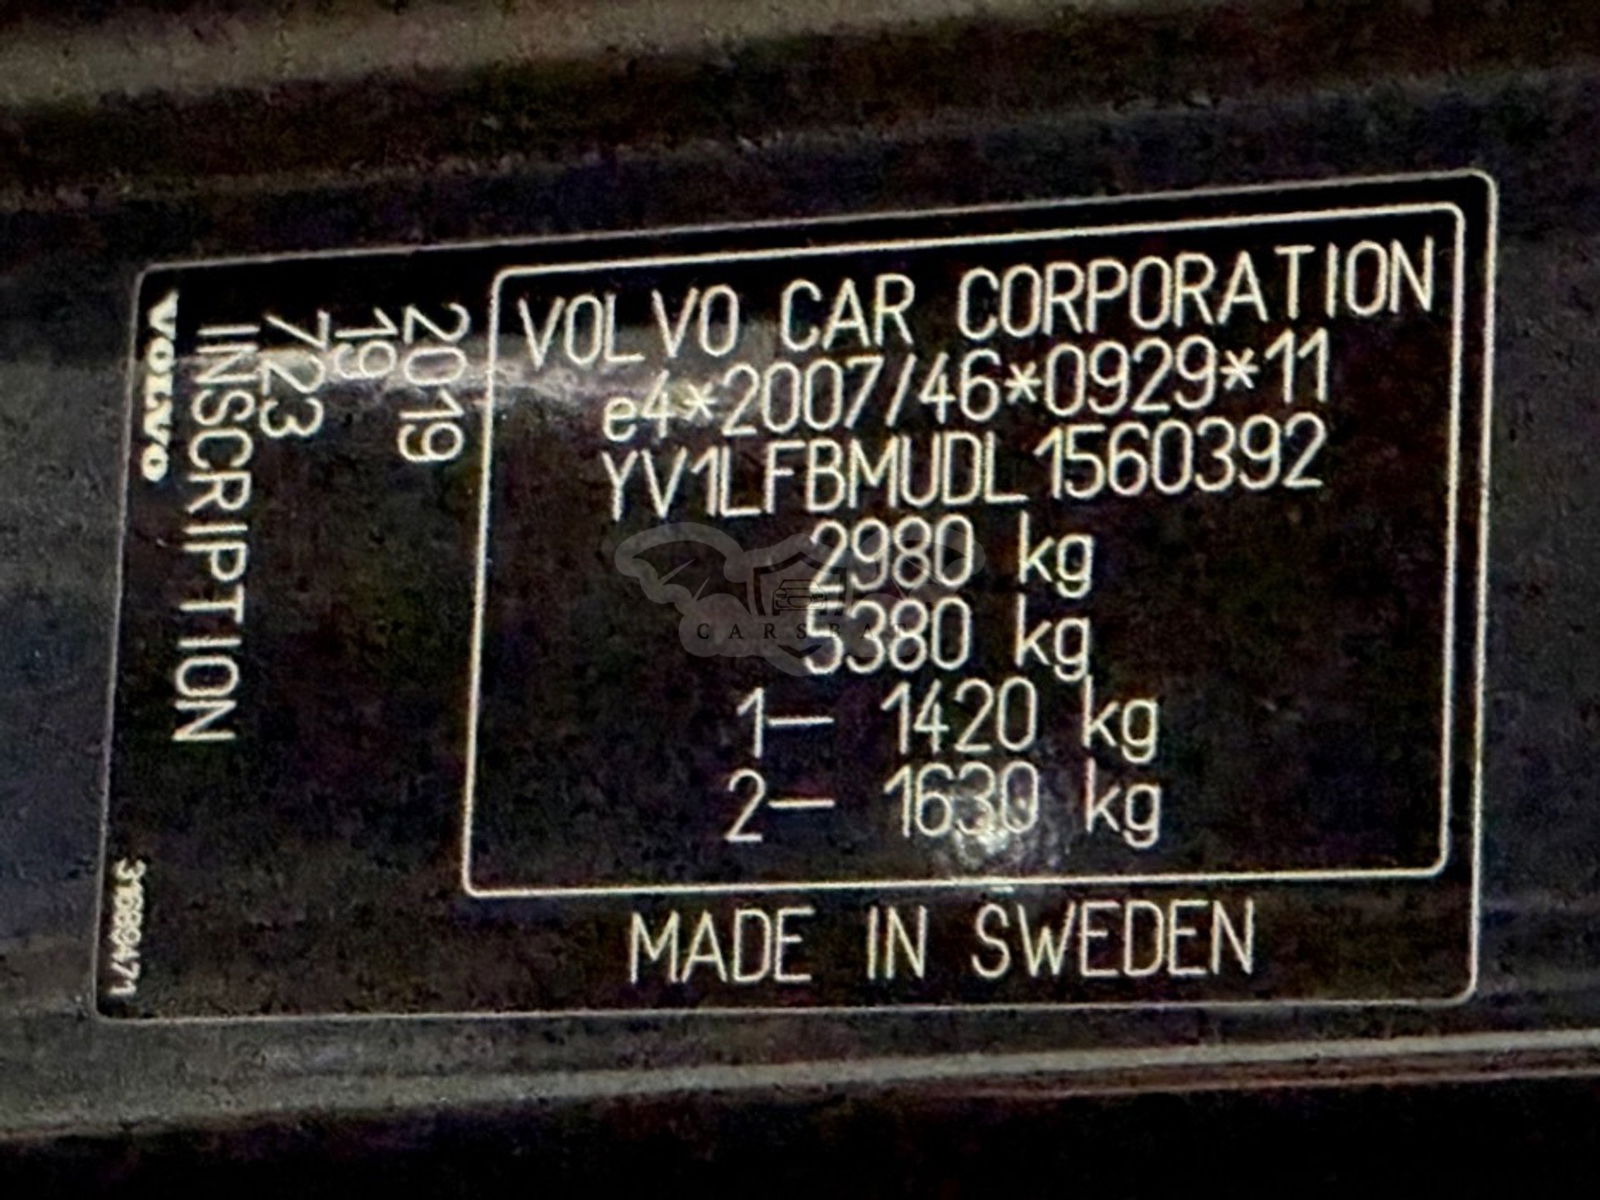 VOLVO CAR CORPORATION
e4*2007/46*0929*11
YV1LFBMUDL1560392
2980 kg
5380 kg
1– 1420 kg
2– 1630 kg
MADE IN SWEDEN
2019
19
723
INSCRIPTION
VOLVO
31689471